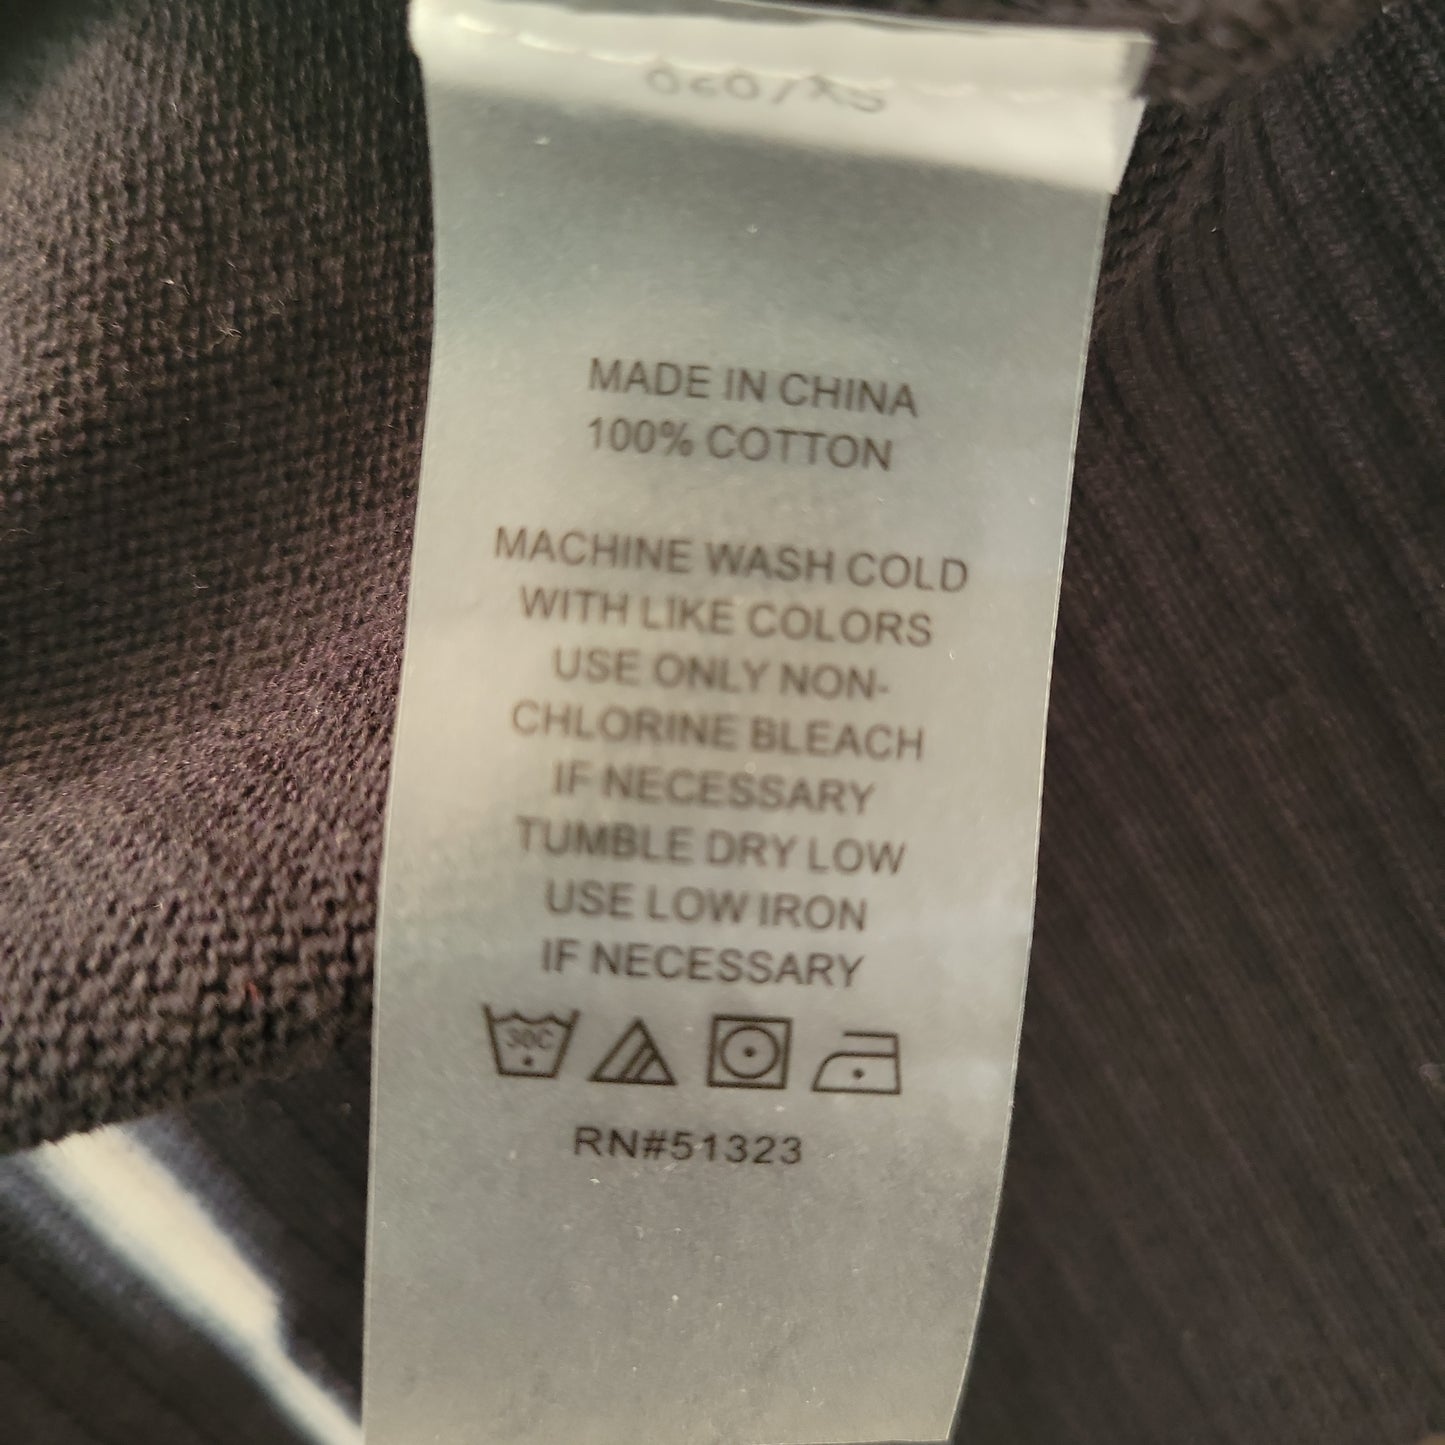 MADE IN CHINA
100% COTTON
MACHINE WASH COLD
WITH LIKE COLORS
USE ONLY NON-
CHLORINE BLEACH
IF NECESSARY
TUMBLE DRY LOW
USE LOW IRON
IF NECESSARY
30C
RN#51323